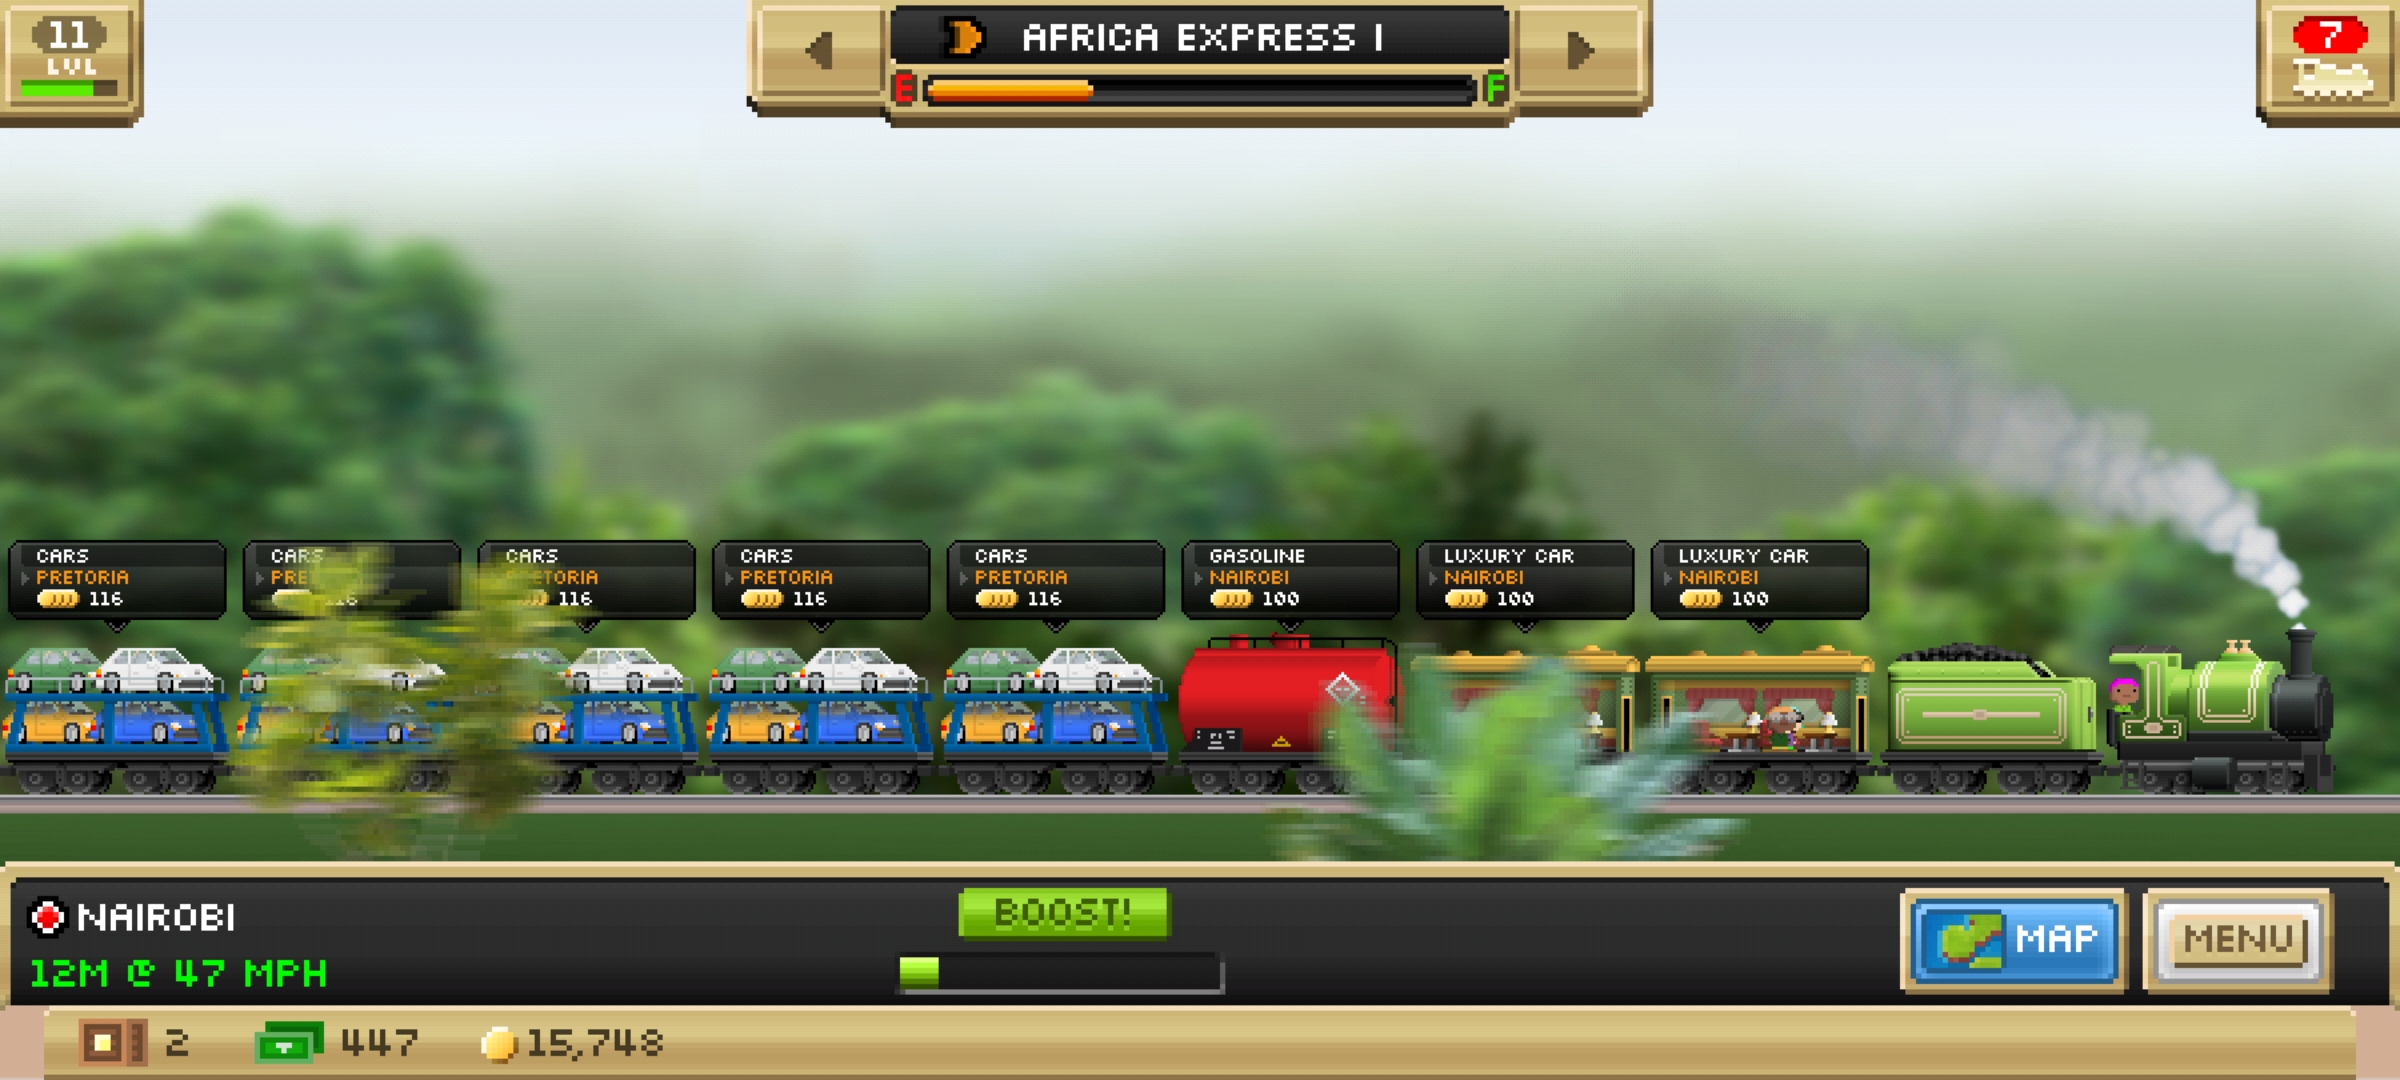 11
LVL
AFRICA EXPRESS I
E F
7
CARS
PRETORIA
116
CARS
CARS
116
CARS
PRETORIA
116
CARS
PRETORIA
116
GASOLINE
NAIROBI
100
LUXURY CAR
NAIROBI
100
LUXURY CAR
NAIROBI
100
NAIROBI
12M @ 47 MPH
BOOST!
MAP
MENU
2
447
15,748